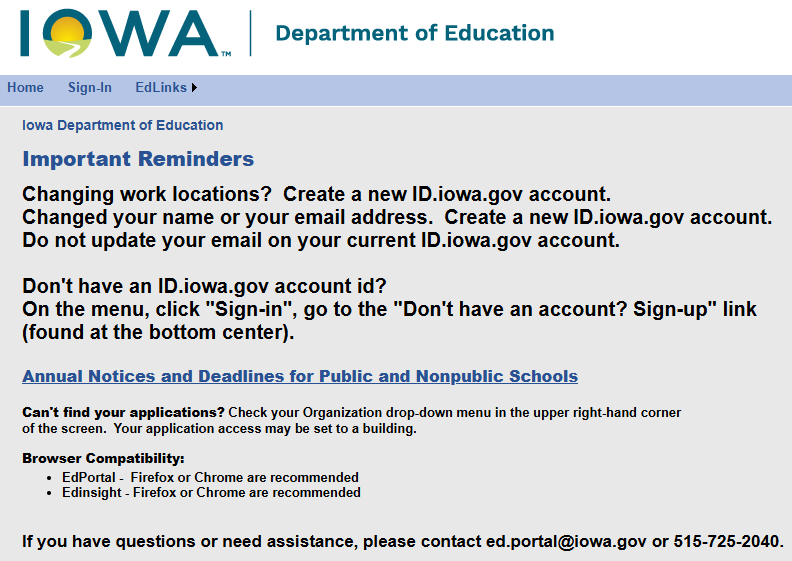 IOWA™ Department of Education
Home Sign-In EdLinks
Iowa Department of Education
Important Reminders
Changing work locations?  Create a new ID.iowa.gov account.
Changed your name or your email address.  Create a new ID.iowa.gov account.
Do not update your email on your current ID.iowa.gov account.
Don't have an ID.iowa.gov account id?
On the menu, click "Sign-in", go to the "Don't have an account? Sign-up" link
(found at the bottom center).
Annual Notices and Deadlines for Public and Nonpublic Schools
Can't find your applications? Check your Organization drop-down menu in the upper right-hand corner
of the screen.  Your application access may be set to a building.
Browser Compatibility:
• EdPortal -  Firefox or Chrome are recommended
• Edinsight - Firefox or Chrome are recommended
If you have questions or need assistance, please contact ed.portal@iowa.gov or 515-725-2040.